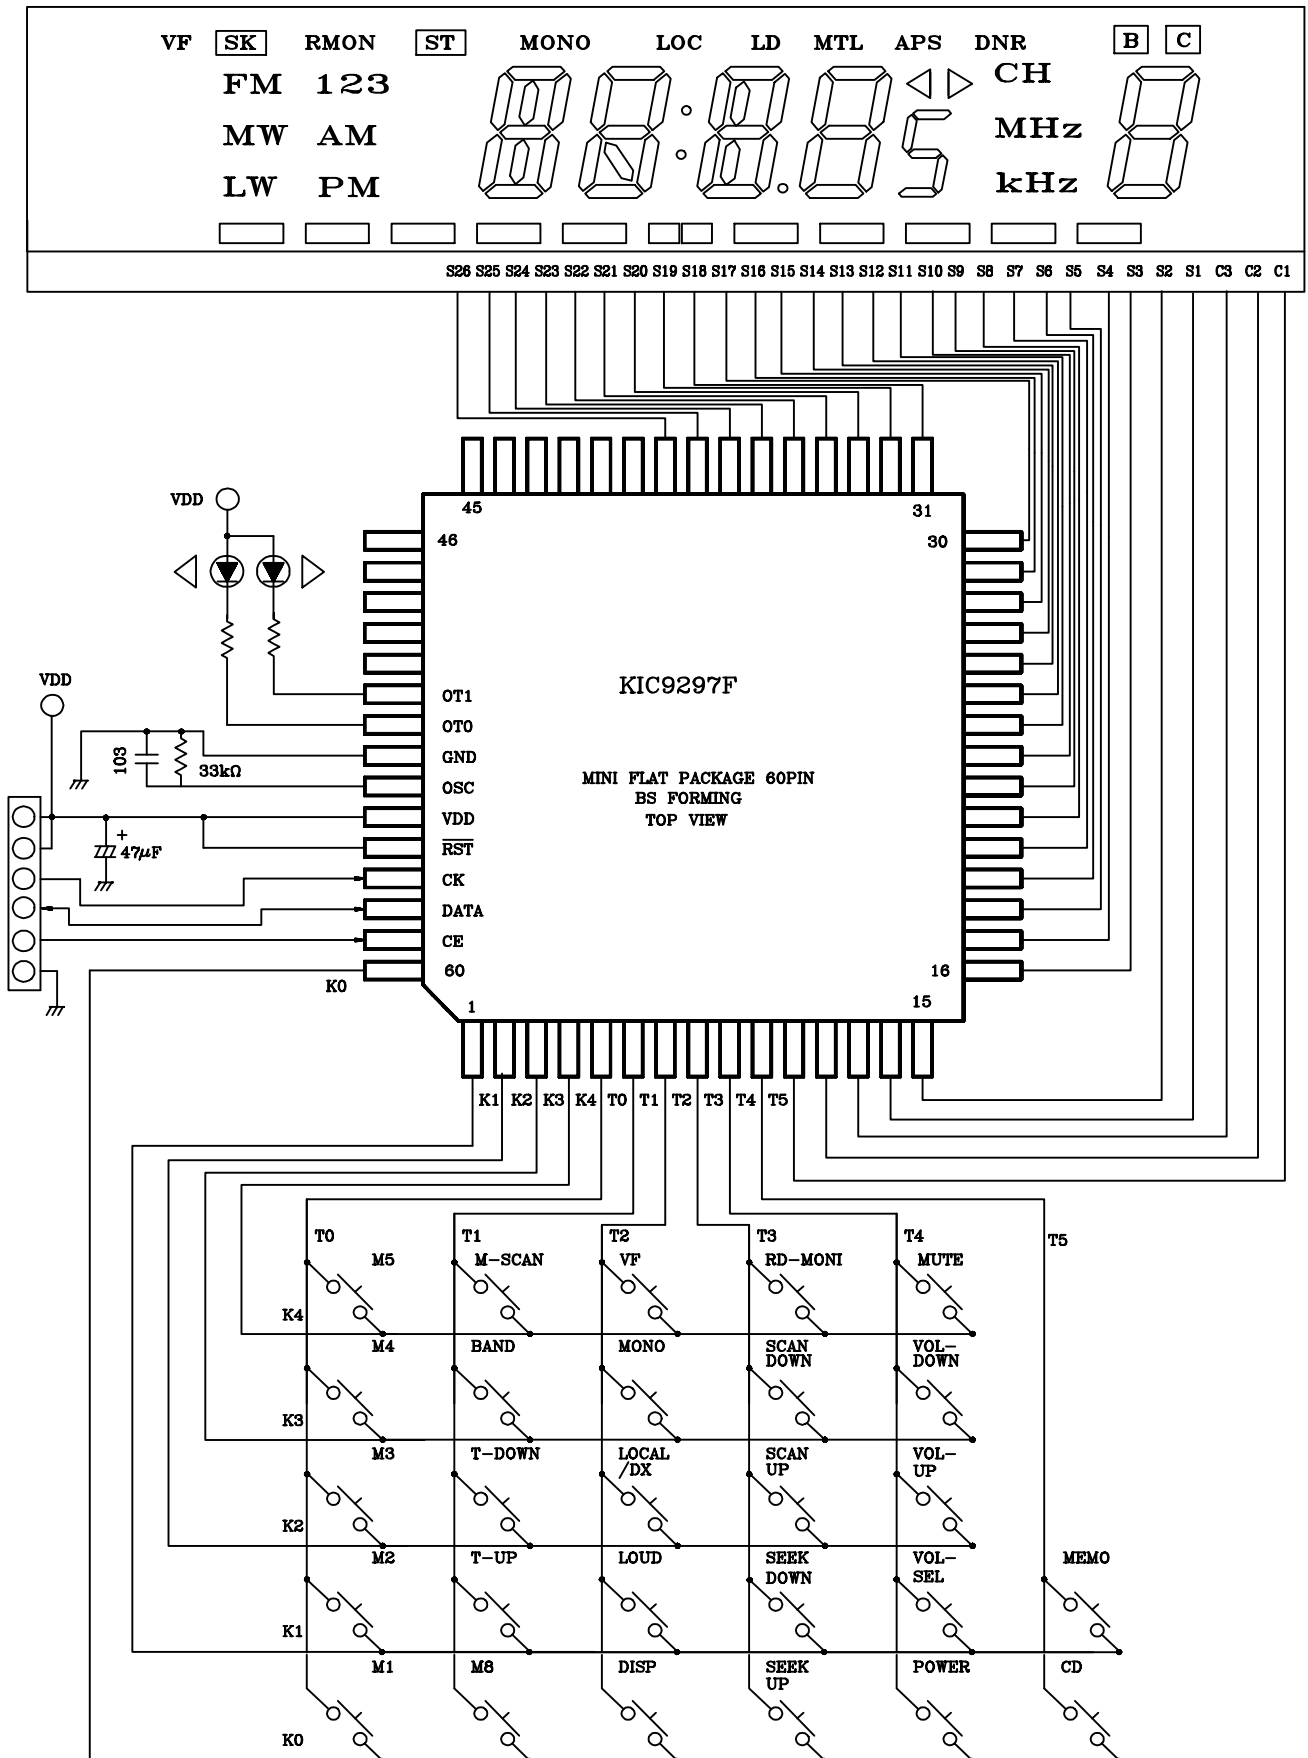 VF SK RMON ST MONO LOC LD MTL APS DNR B C
FM 123 CH
MW AM MHz
LW PM kHz
S26 S25 S24 S23 S22 S21 S20 S19 S18 S17 S16 S15 S14 S13 S12 S11 S10 S9 S8 S7 S6 S5 S4 S3 S2 S1 C3 C2 C1
VDD
45 31
46 30
VDD
KIC9297F
OT1
OT0
GND
103
33kΩ
OSC
MINI FLAT PACKAGE 60PIN
BS FORMING
TOP VIEW
VDD
+
47μF
RST
CK
DATA
CE
60 16
K0
1 15
K1 K2 K3 K4 T0 T1 T2 T3 T4 T5
T0 T1 T2 T3 T4 T5
M5 M-SCAN VF RD-MONI MUTE
K4
M4 BAND MONO SCAN DOWN VOL-DOWN
K3
M3 T-DOWN LOCAL/DX SCAN UP VOL-UP
K2
M2 T-UP LOUD SEEK DOWN VOL-SEL MEMO
K1
M1 M8 DISP SEEK UP POWER CD
K0